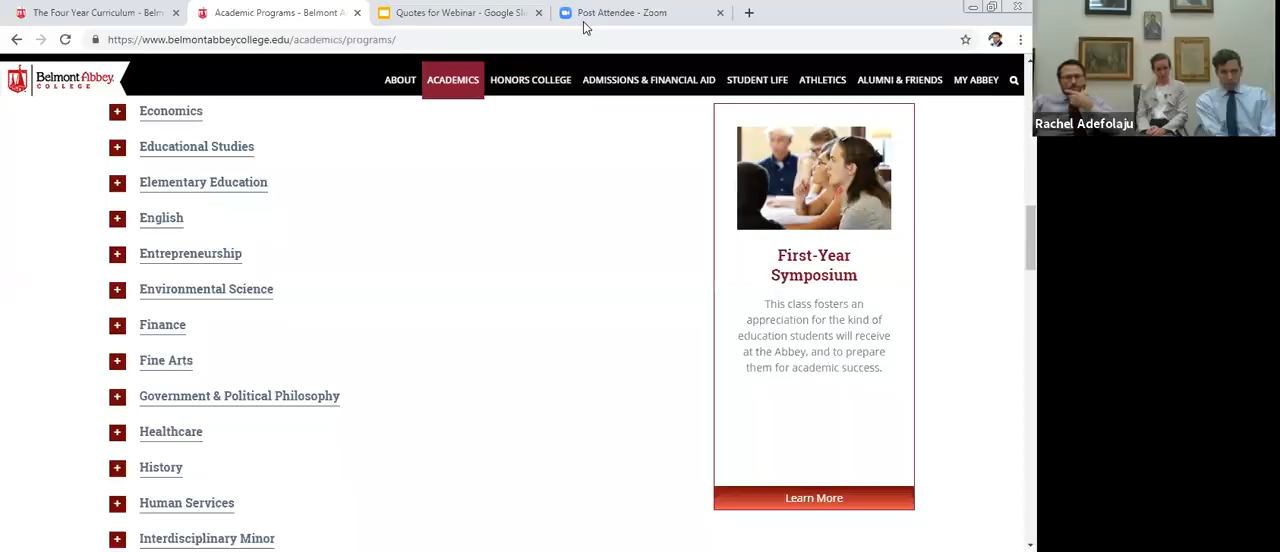 The Four Year Curriculum - Belm
Academic Programs - Belmont A
Quotes for Webinar - Google Sli
Post Attendee - Zoom
https://www.belmontabbeycollege.edu/academics/programs/
Belmont Abbey
COLLEGE
ABOUT
ACADEMICS
HONORS COLLEGE
ADMISSIONS & FINANCIAL AID
STUDENT LIFE
ATHLETICS
ALUMNI & FRIENDS
MY ABBEY
Rachel Adefolaju
Economics
Educational Studies
Elementary Education
English
Entrepreneurship
Environmental Science
Finance
Fine Arts
Government & Political Philosophy
Healthcare
History
Human Services
Interdisciplinary Minor
First-Year
Symposium
This class fosters an
appreciation for the kind of
education students will receive
at the Abbey, and to prepare
them for academic success.
Learn More